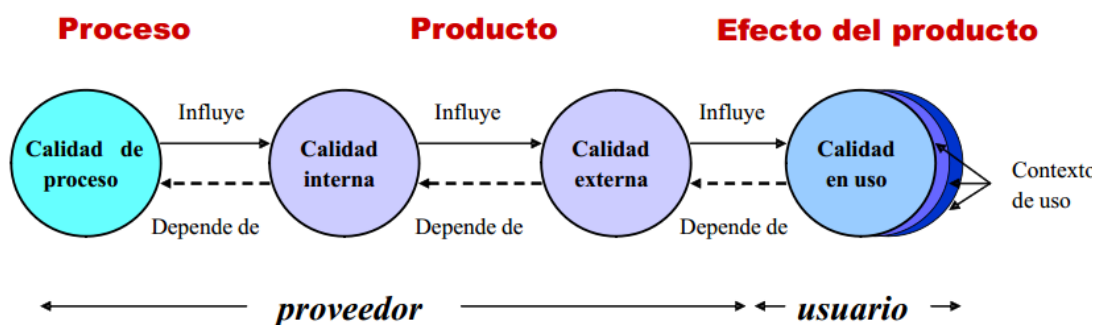 Proceso
Producto
Efecto del producto
Influye
Influye
Influye
Calidad de
proceso
Calidad
interna
Calidad
externa
Calidad
en uso
Contexto
de uso
Depende de
Depende de
Depende de
proveedor
usuario